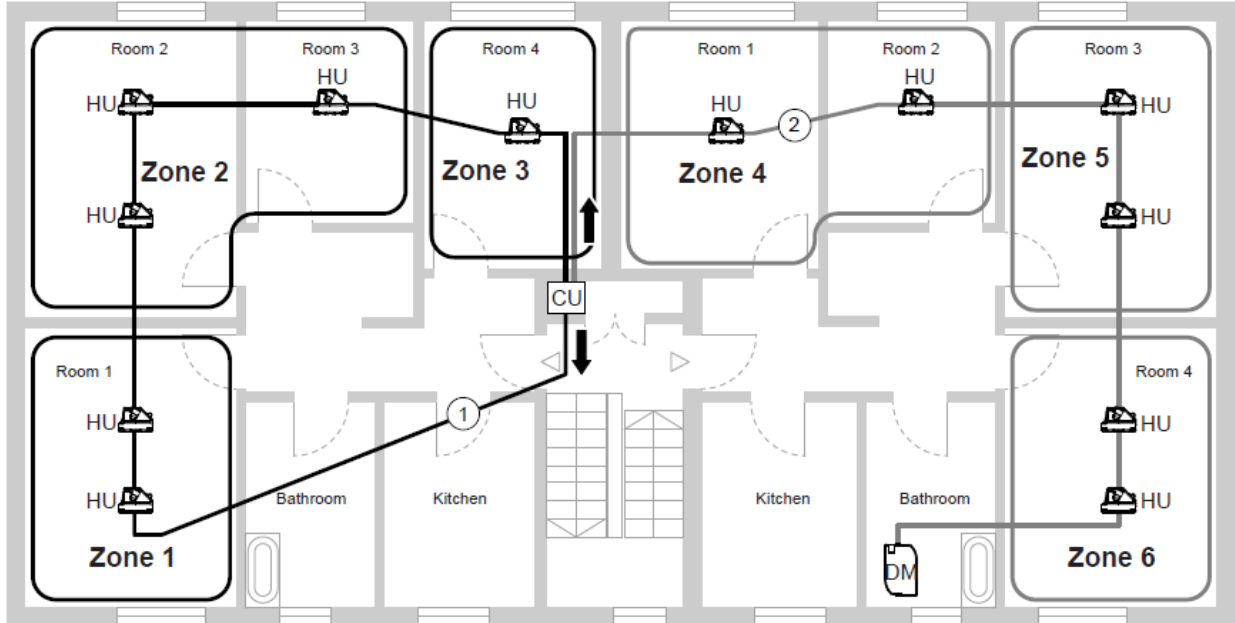 Room 2
Room 3
Room 4
Room 1
Room 2
Room 3
HU
HU
HU
HU
HU
HU
HU
2
Zone 2
Zone 3
Zone 4
Zone 5
HU
HU
CU
Room 1
Room 4
HU
1
HU
HU
Bathroom
Kitchen
Kitchen
Bathroom
HU
Zone 1
DM
Zone 6